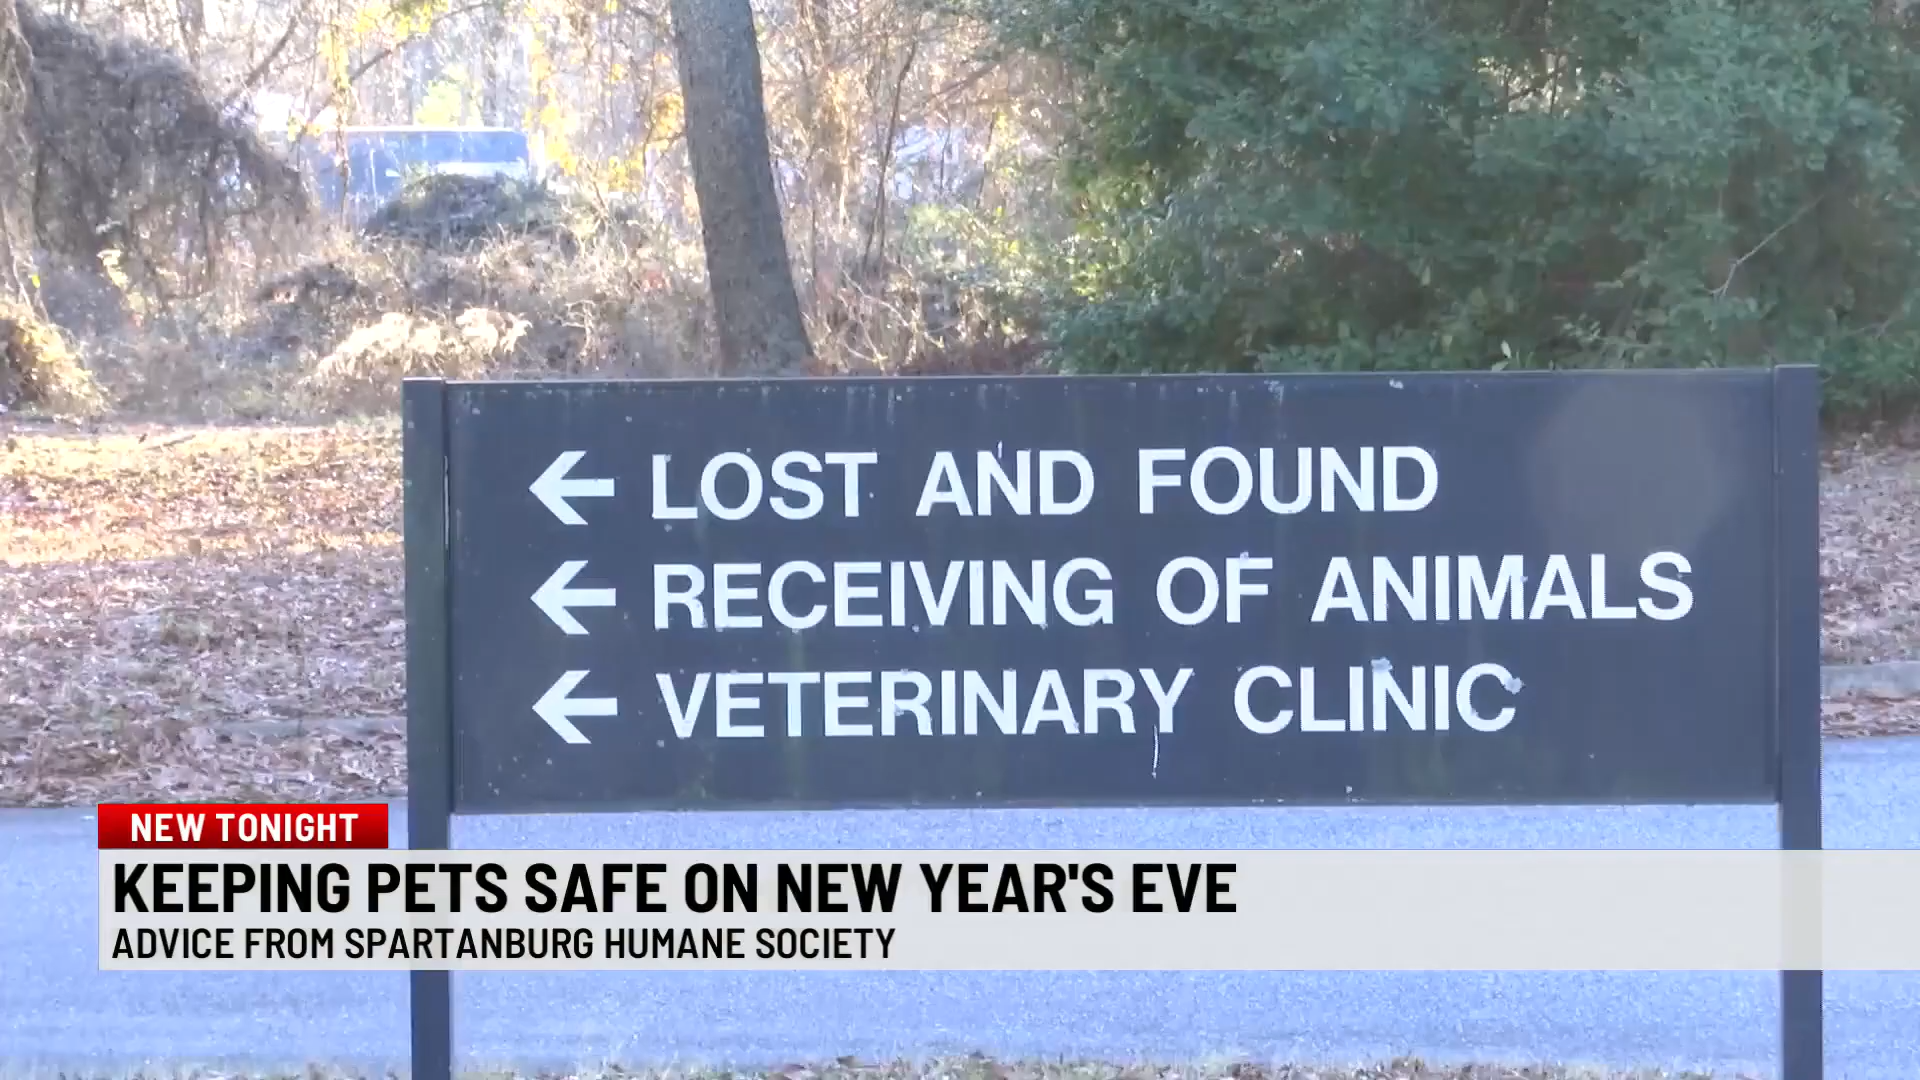 ← LOST AND FOUND
← RECEIVING OF ANIMALS
← VETERINARY CLINIC
NEW TONIGHT
KEEPING PETS SAFE ON NEW YEAR'S EVE
ADVICE FROM SPARTANBURG HUMANE SOCIETY